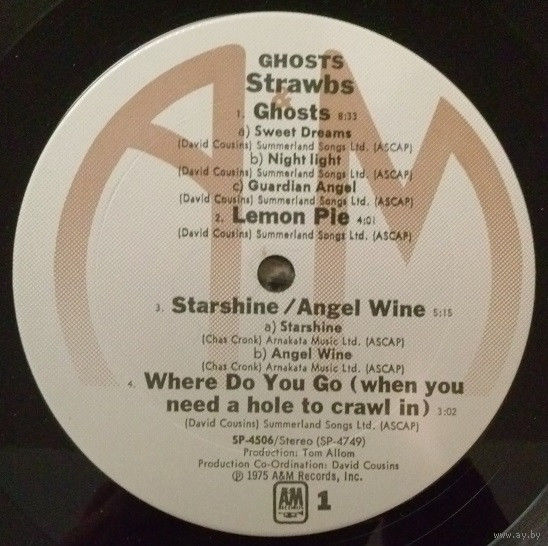 GHOSTS
Strawbs
1. Ghosts 8:33
a) Sweet Dreams
(David Cousins) Summerland Songs Ltd. (ASCAP)
b) Night light
(David Cousins) Summerland Songs Ltd. (ASCAP)
c) Guardian Angel
(David Cousins) Summerland Songs Ltd. (ASCAP)
2. Lemon Pie 4:01
(David Cousins) Summerland Songs Ltd. (ASCAP)
3. Starshine/Angel Wine 5:15
a) Starshine
(Chas Cronk) Arnakata Music Ltd. (ASCAP)
b) Angel Wine
(Chas Cronk) Arnakata Music Ltd. (ASCAP)
4. Where Do You Go (when you
need a hole to crawl in) 3:02
(David Cousins) Summerland Songs Ltd. (ASCAP)
SP-4506/Stereo (SP-4749)
Production: Tom Allom
Production Co-Ordination: David Cousins
℗ 1975 A&M Records, Inc.
A&M
RECORDS
1
A&M
www.ay.by